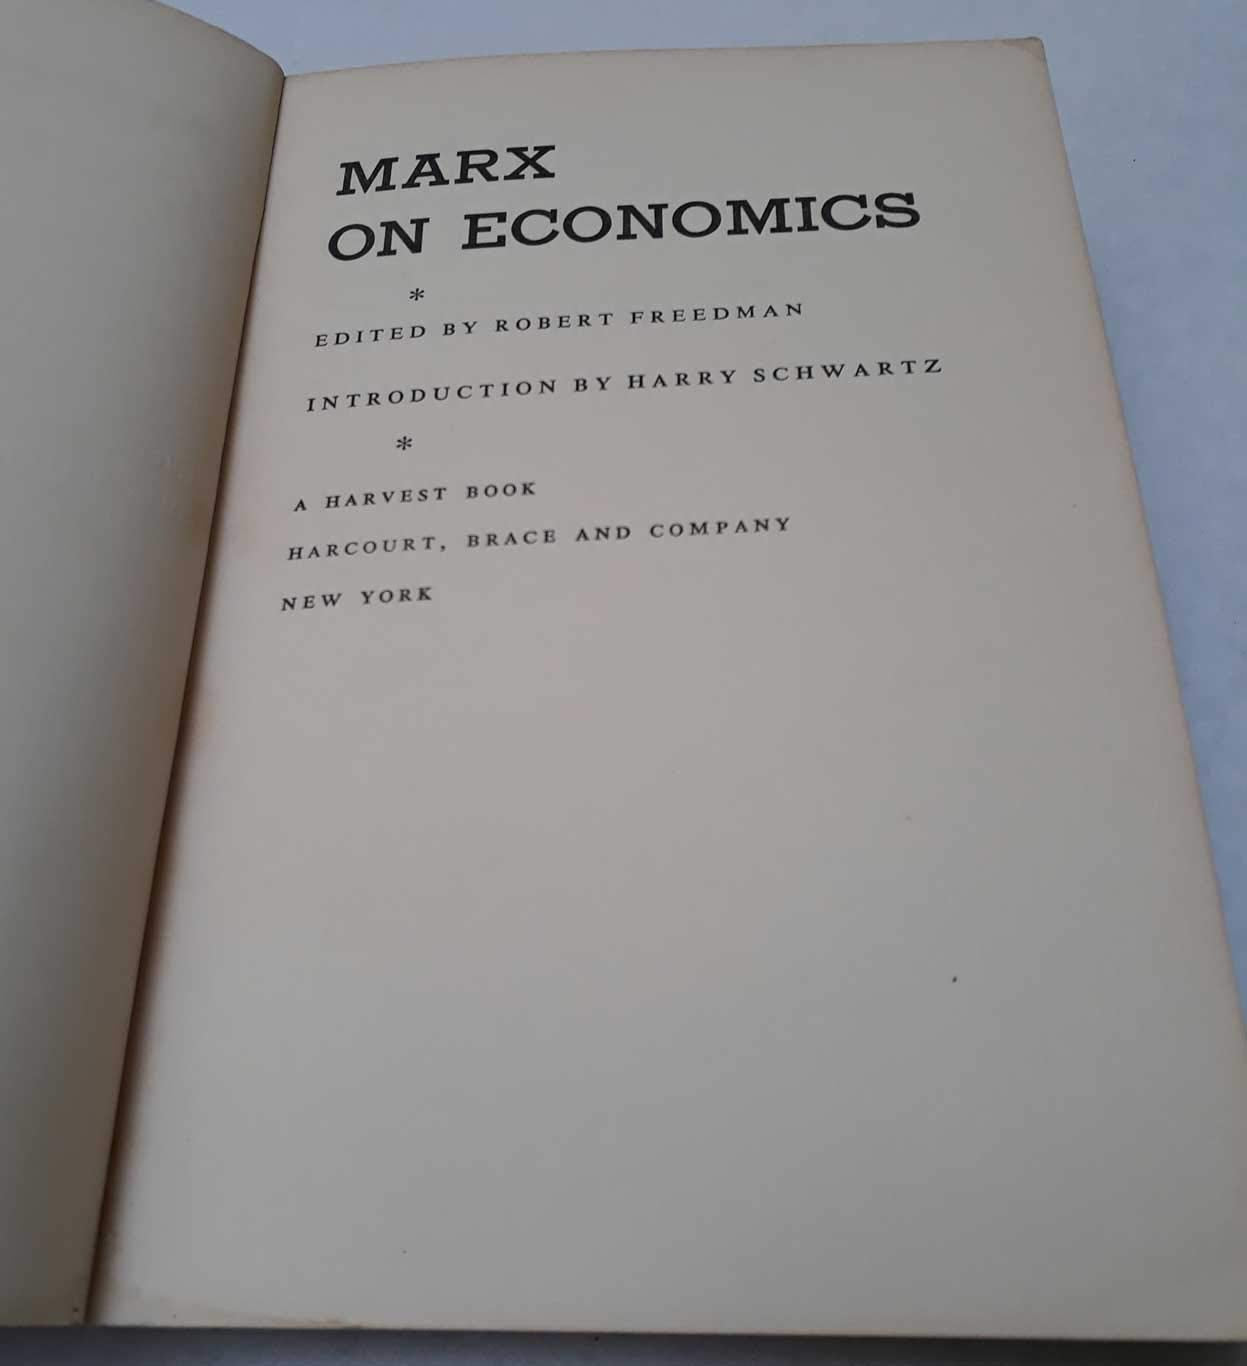 MARX
ON ECONOMICS
*
EDITED BY ROBERT FREEDMAN
INTRODUCTION BY HARRY SCHWARTZ
*
A HARVEST BOOK
HARCOURT, BRACE AND COMPANY
NEW YORK